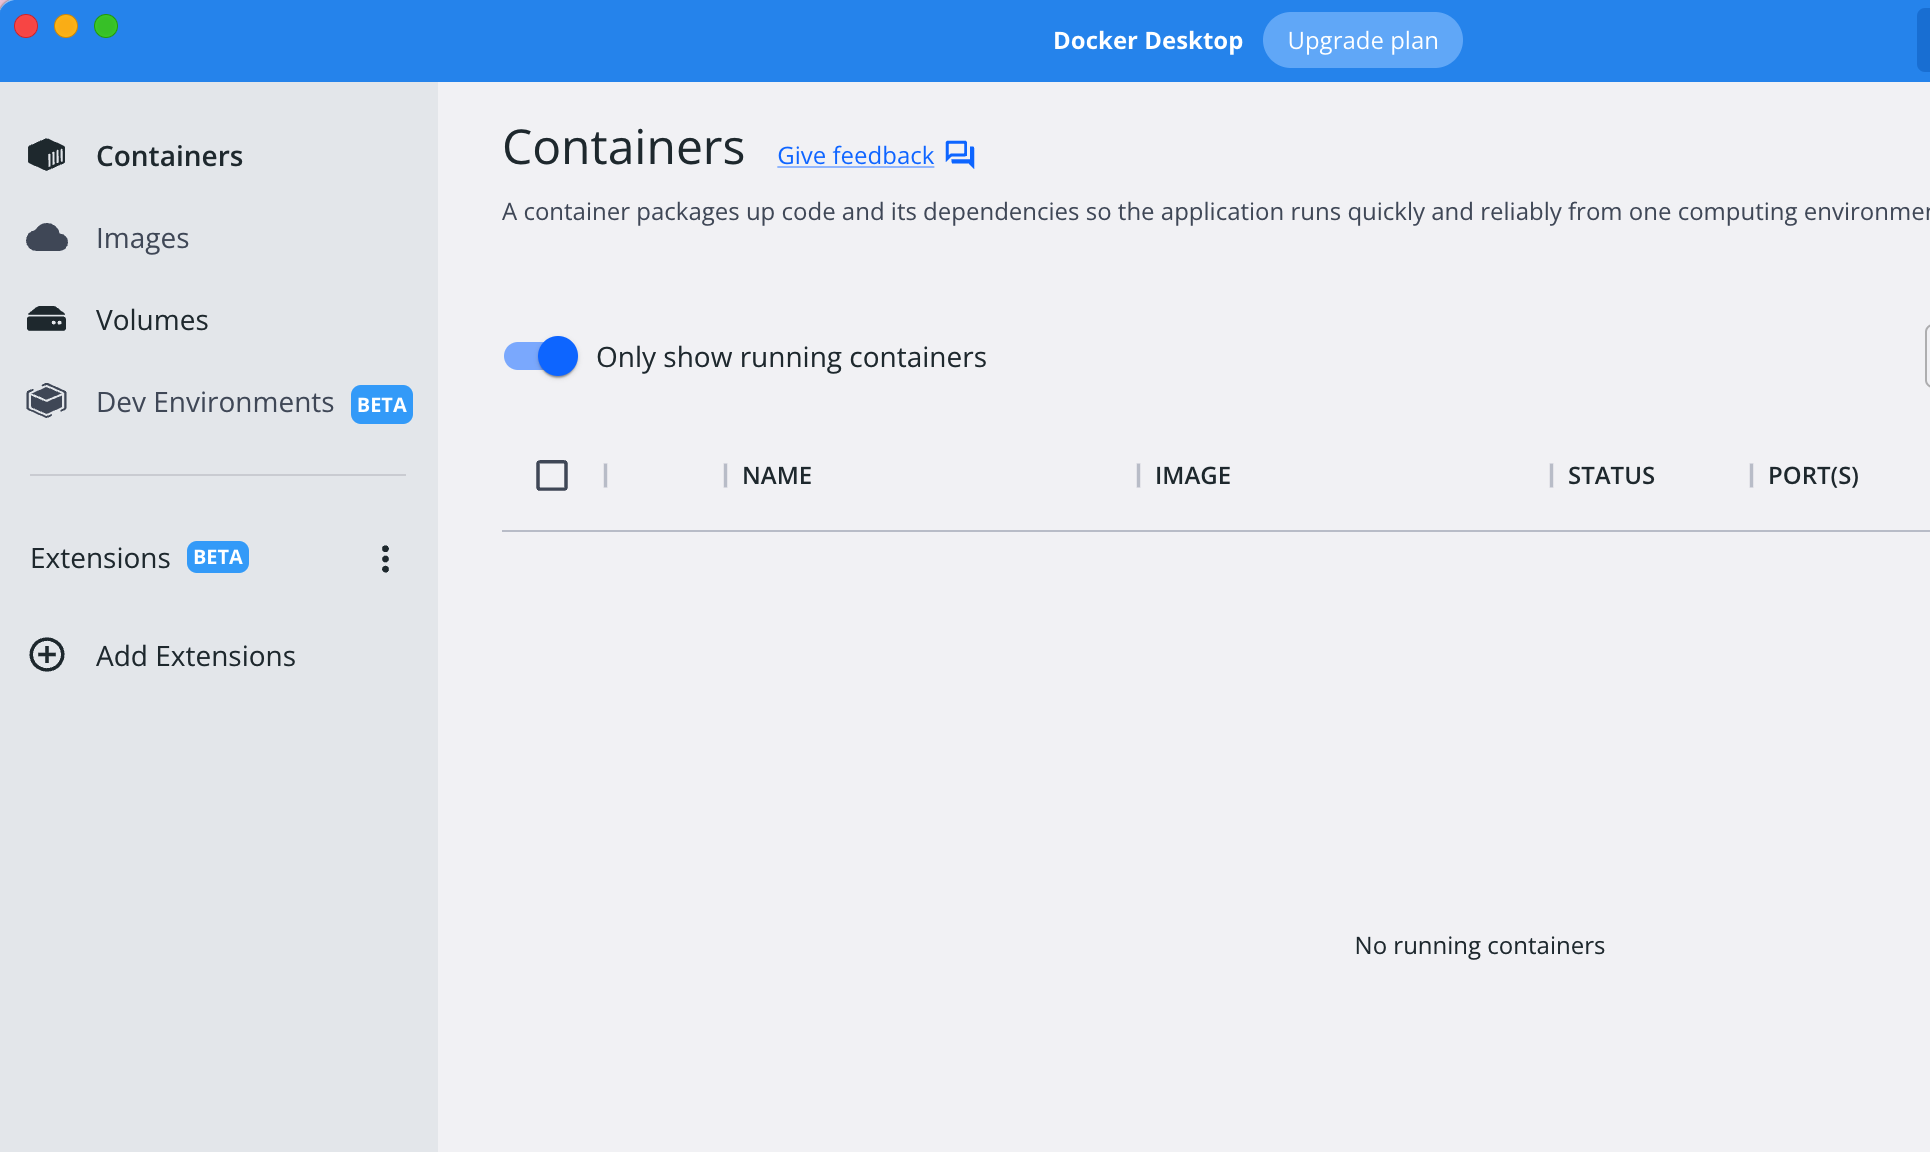 Docker Desktop Upgrade plan
Containers
Images
Volumes
Dev Environments BETA
Extensions BETA
Add Extensions
Containers Give feedback
A container packages up code and its dependencies so the application runs quickly and reliably from one computing
Only show running containers
NAME IMAGE STATUS PORT(S)
No running containers